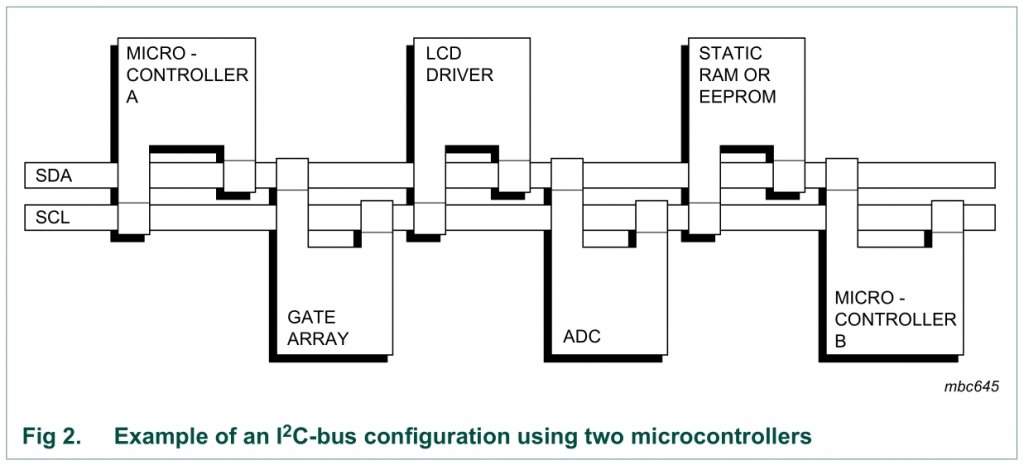 MICRO -
CONTROLLER
A
LCD
DRIVER
STATIC
RAM OR
EEPROM
SDA
SCL
GATE
ARRAY
ADC
MICRO -
CONTROLLER
B
mbc645
Fig 2. Example of an I²C-bus configuration using two microcontrollers